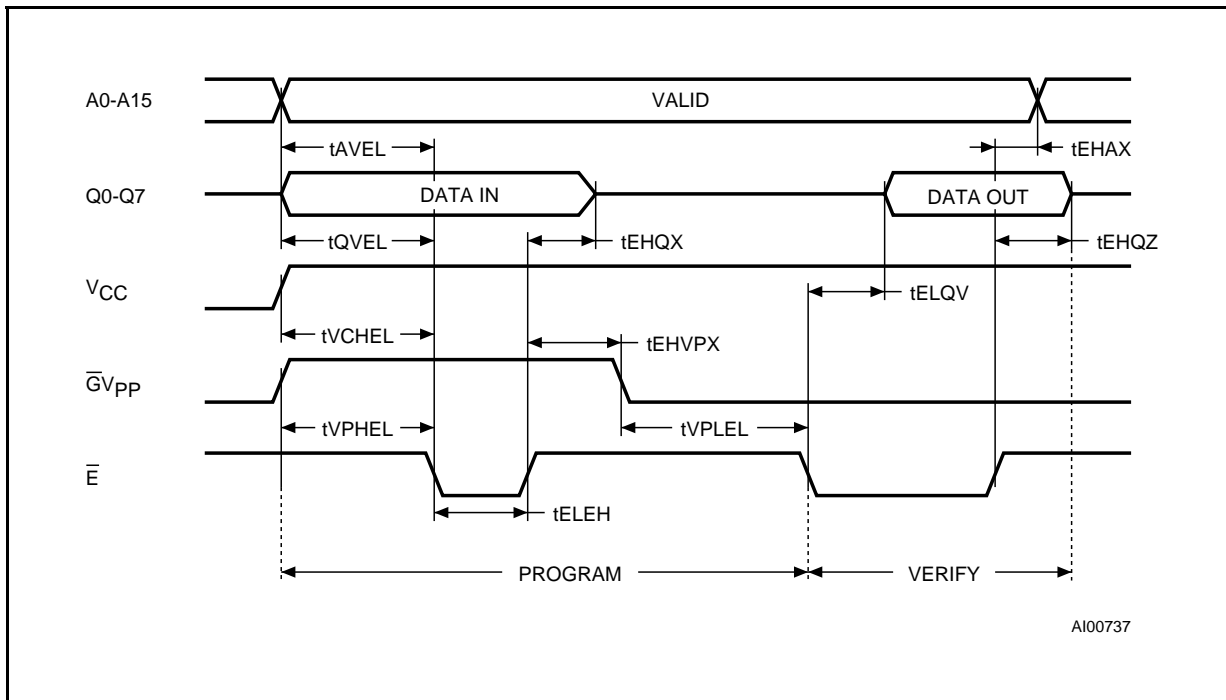 A0-A15
VALID
tAVEL
tEHAX
Q0-Q7
DATA IN
DATA OUT
tQVEL
tEHQX
tEHQZ
VCC
tELQV
tVCHEL
tEHVPX
G̅VPP
tVPHEL
tVPLEL
E̅
tELEH
PROGRAM
VERIFY
AI00737